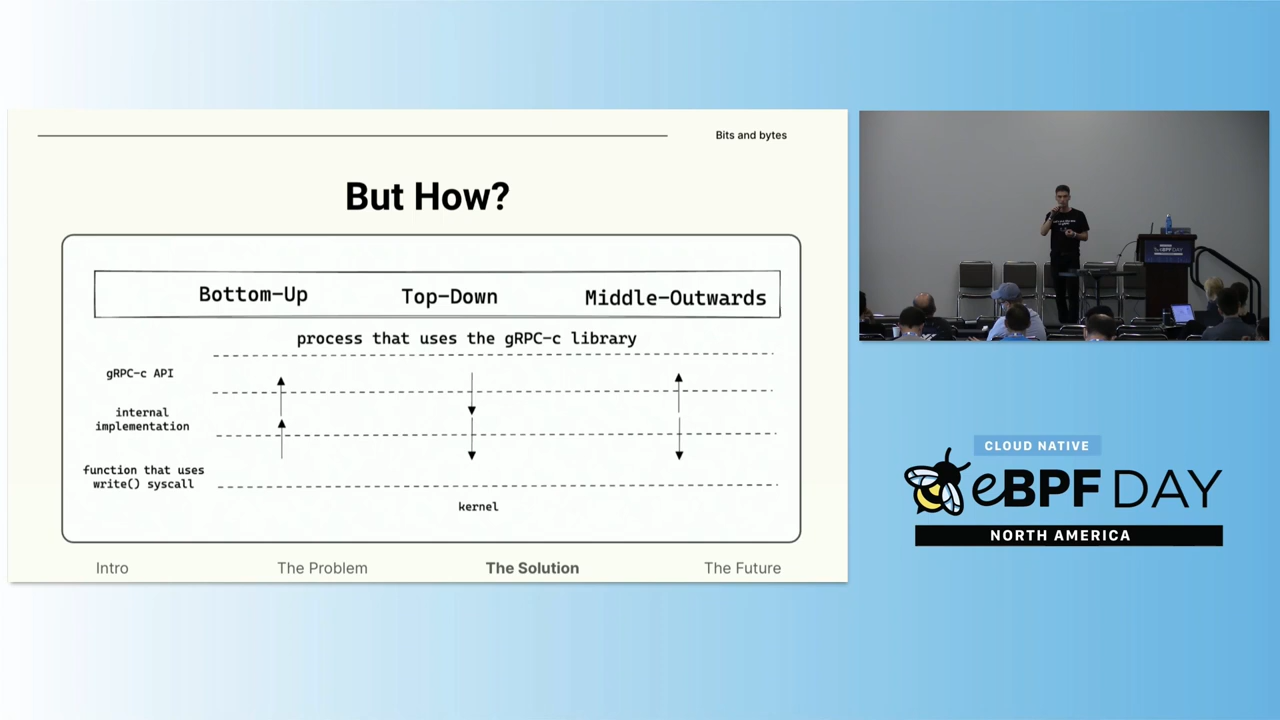 Bits and bytes
But How?
Bottom-Up Top-Down Middle-Outwards
process that uses the gRPC-c library
gRPC-c API
internal
implementation
function that uses
write() syscall
kernel
Intro The Problem The Solution The Future
CLOUD NATIVE
eBPF DAY
NORTH AMERICA
eBPF DAY